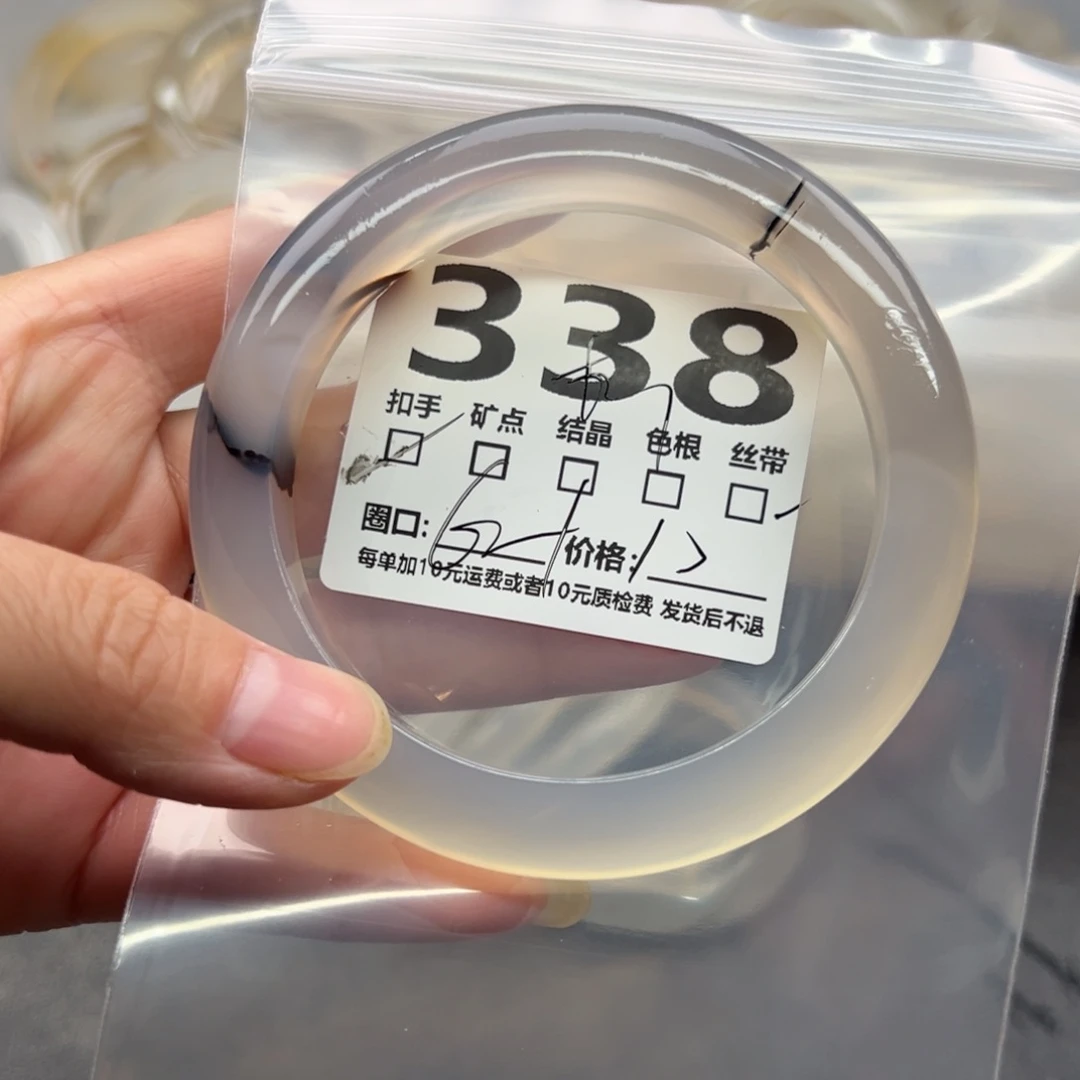 338
扣手 矿点 结晶 色根 丝带
圈口: 价格:
每单加10元运费或者10元质检费 发货后不退